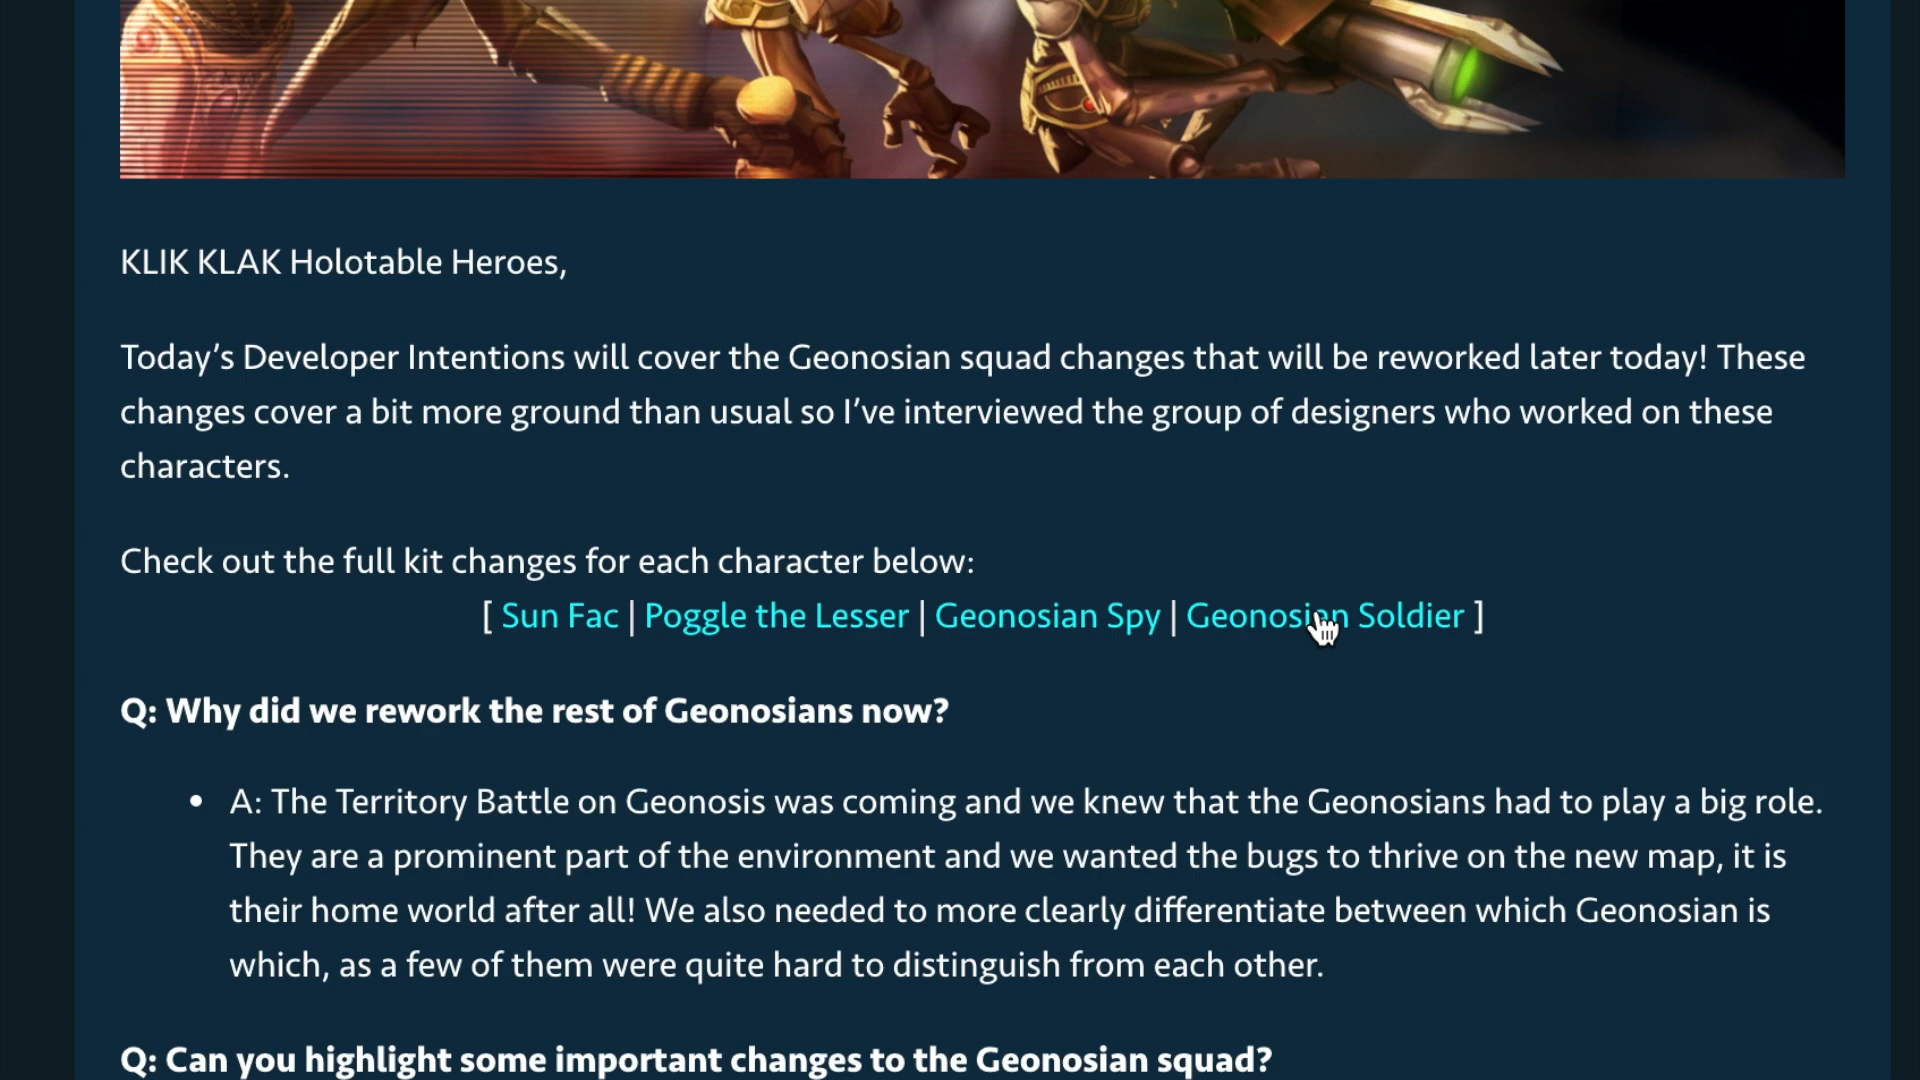 KLIK KLAK Holotable Heroes,
Today’s Developer Intentions will cover the Geonosian squad changes that will be reworked later today! These
changes cover a bit more ground than usual so I’ve interviewed the group of designers who worked on these
characters.
Check out the full kit changes for each character below:
[ Sun Fac | Poggle the Lesser | Geonosian Spy | Geonosian Soldier ]
Q: Why did we rework the rest of Geonosians now?
• A: The Territory Battle on Geonosis was coming and we knew that the Geonosians had to play a big role.
They are a prominent part of the environment and we wanted the bugs to thrive on the new map, it is
their home world after all! We also needed to more clearly differentiate between which Geonosian is
which, as a few of them were quite hard to distinguish from each other.
Q: Can you highlight some important changes to the Geonosian squad?